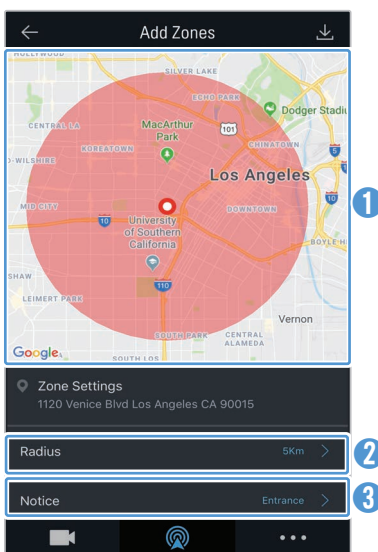 Add Zones
HOLLYWOOD
SILVER LAKE
ECHO PARK
Dodger Stadiu
CENTRAL LA
MacArthur
Park
101
CHINATOWN
KOREATOWN
5
O-WILSHIRE
Los Angeles
10
MID CITY
DOWNTOWN
10
University
of Southern
California
BOYLE HE
SHAW
110
LEIMERT PARK
Vernon
SOUTH PARK
CENTRAL
ALAMEDA
Google
SOUTH LOS
1
Zone Settings
1120 Venice Blvd Los Angeles CA 90015
Radius 5Km
2
Notice Entrance
3